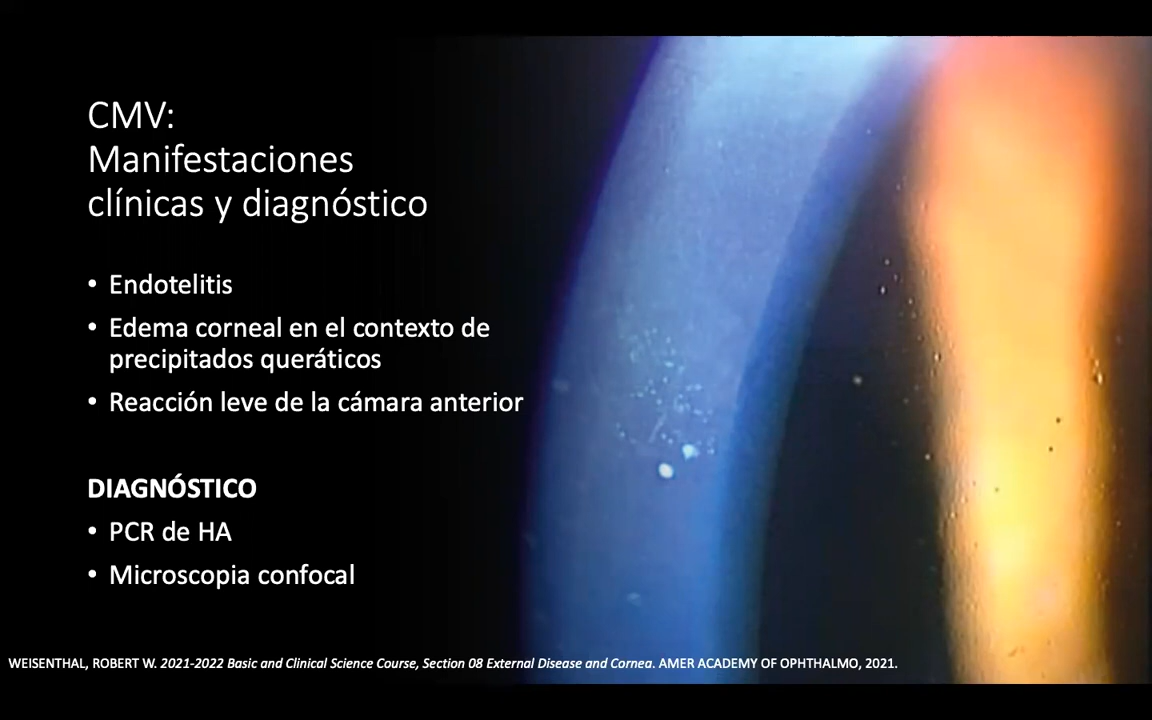 CMV:
Manifestaciones
clínicas y diagnóstico
• Endotelitis
• Edema corneal en el contexto de
precipitados queráticos
• Reacción leve de la cámara anterior
DIAGNÓSTICO
• PCR de HA
• Microscopia confocal
WEISENTHAL, ROBERT W. 2021-2022 Basic and Clinical Science Course, Section 08 External Disease and Cornea. AMER ACADEMY OF OPHTHALMO, 2021.